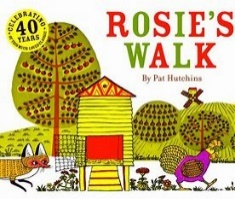 CELEBRATING
40
YEARS
ROSIE'S
WALK
By Pat Hutchins